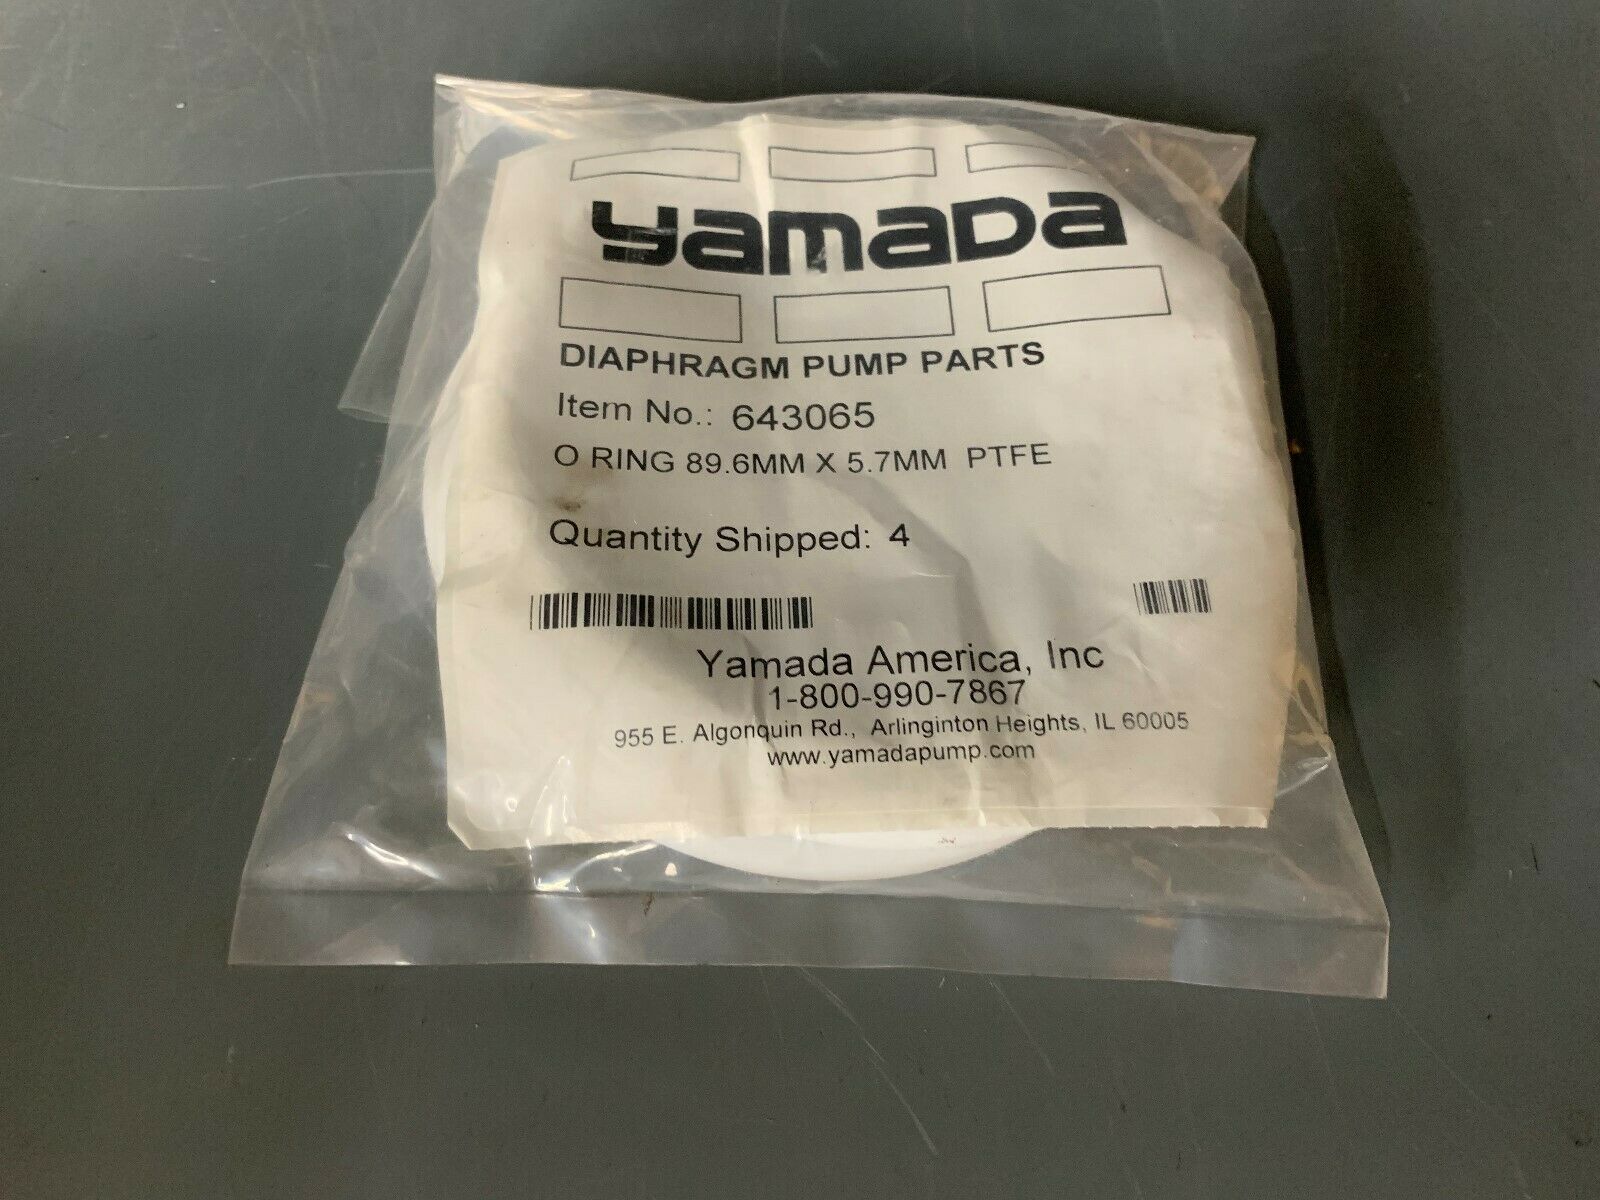 yamada
DIAPHRAGM PUMP PARTS
Item No.: 643065
O RING 89.6MM X 5.7MM PTFE
Quantity Shipped: 4
Yamada America, Inc
1-800-990-7867
955 E. Algonquin Rd., Arlinginton Heights, IL 60005
www.yamadapump.com